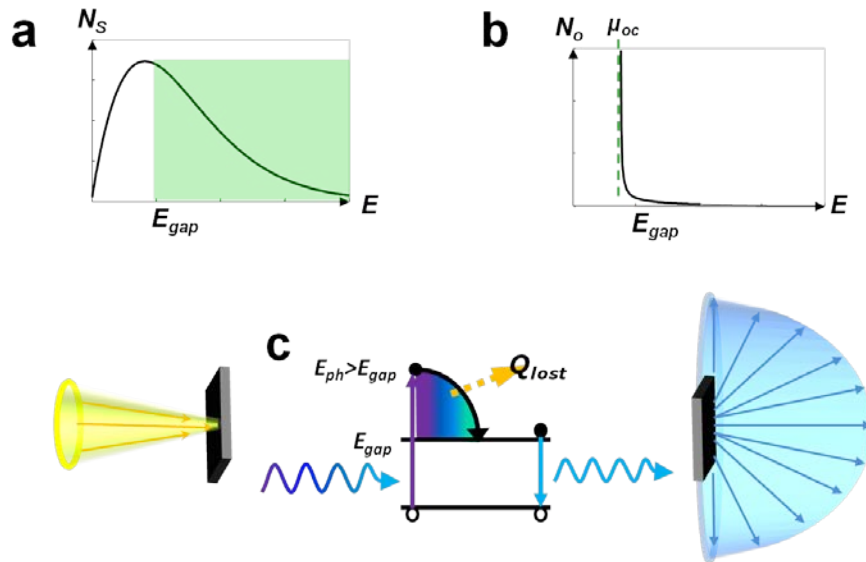 a
N_S
E_gap
E
b
N_o
μ_oc
E_gap
E
c
E_ph>E_gap
Q_lost
E_gap